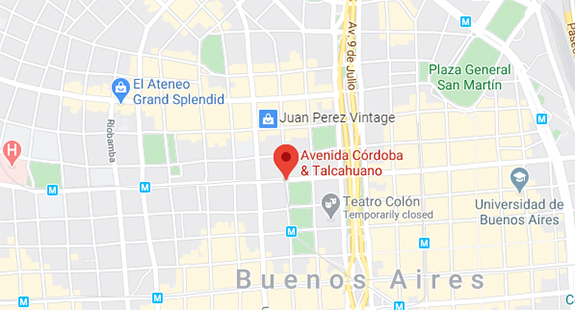 Av. 9 de Julio
Paseo
El Ateneo
Grand Splendid
Plaza General
San Martín
Riobamba
Juan Perez Vintage
H
Avenida Córdoba
& Talcahuano
M
M
Teatro Colón
Temporarily closed
Universidad de
Buenos Aires
M
M
M
M
M
M
M
Buenos Aires
M
M
M
M
C